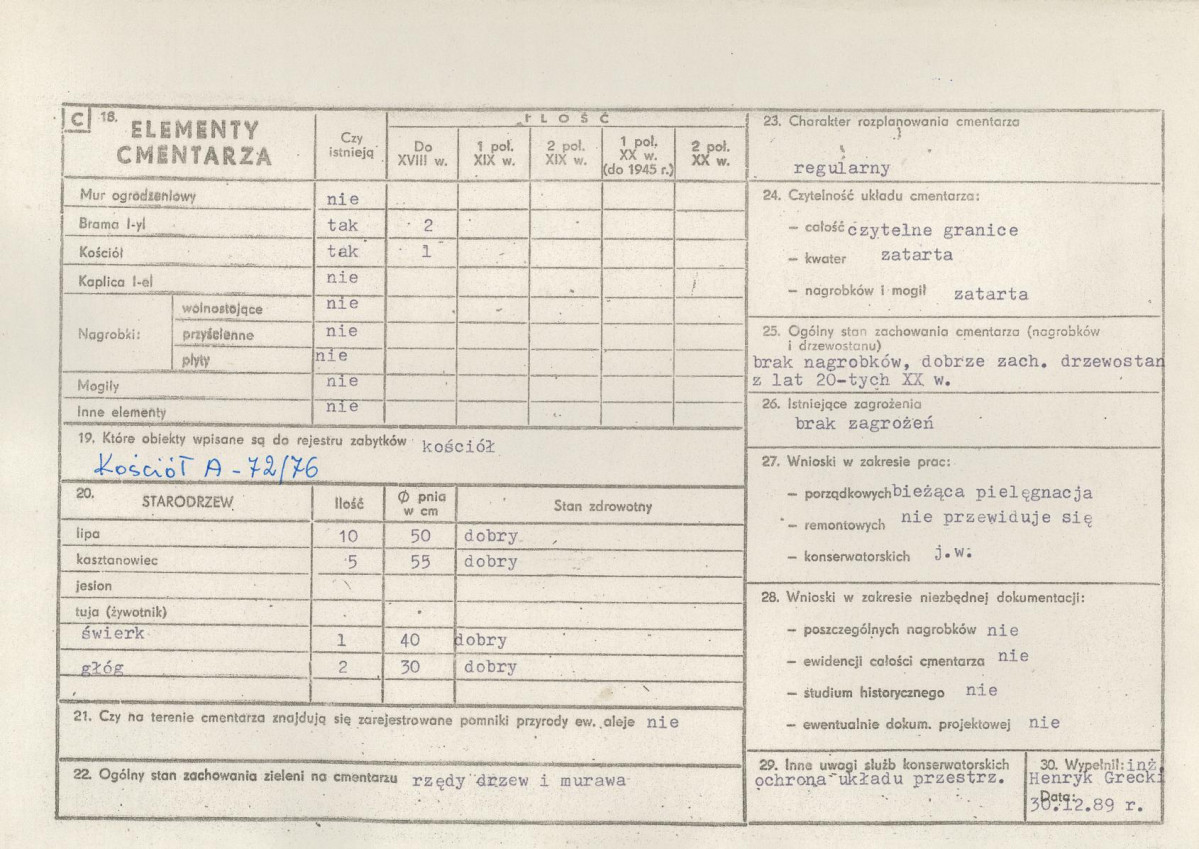 C 18. ELEMENTY CMENTARZA
Czy istnieją
ILOŚĆ
Do XVIII w.
1 poł. XIX w.
2 poł. XIX w.
1 poł. XX w. (do 1945 r.)
2 poł. XX w.
Mur ogrodzeniowy nie
Brama I-yl tak 2
Kościół tak 1
Kaplica I-el nie
Nagrobki: wolnostojące nie
przyścienne nie
płyty nie
Mogiły nie
Inne elementy nie
19. Które obiekty wpisane są do rejestru zabytków kościół
Kościół A-72/76
20. STARODRZEW Ilość Ø pnia w cm Stan zdrowotny
lipa 10 50 dobry
kasztanowiec 5 55 dobry
jesion
tuja (żywotnik)
świerk 1 40 dobry
głóg 2 30 dobry
21. Czy na terenie cmentarza znajdują się zarejestrowane pomniki przyrody ew. aleje nie
22. Ogólny stan zachowania zieleni na cmentarzu rzędy drzew i murawa
23. Charakter rozplanowania cmentarza
regularny
24. Czytelność układu cmentarza:
— całość czytelne granice
— kwater zatarta
— nagrobków i mogił zatarta
25. Ogólny stan zachowania cmentarza (nagrobków
i drzewostanu)
brak nagrobków, dobrze zach. drzewostan
z lat 20-tych XX w.
26. Istniejące zagrożenia
brak zagrożeń
27. Wnioski w zakresie prac:
— porządkowych bieżąca pielęgnacja
— remontowych nie przewiduje się
— konserwatorskich j.w.
28. Wnioski w zakresie niezbędnej dokumentacji:
— poszczególnych nagrobków nie
— ewidencji całości cmentarza nie
— studium historycznego nie
— ewentualnie dokum. projektowej nie
29. Inne uwagi służb konserwatorskich
ochrona układu przestrz.
30. Wypełnił: inż.
Henryk Grecki
Data:
30.12.89 r.